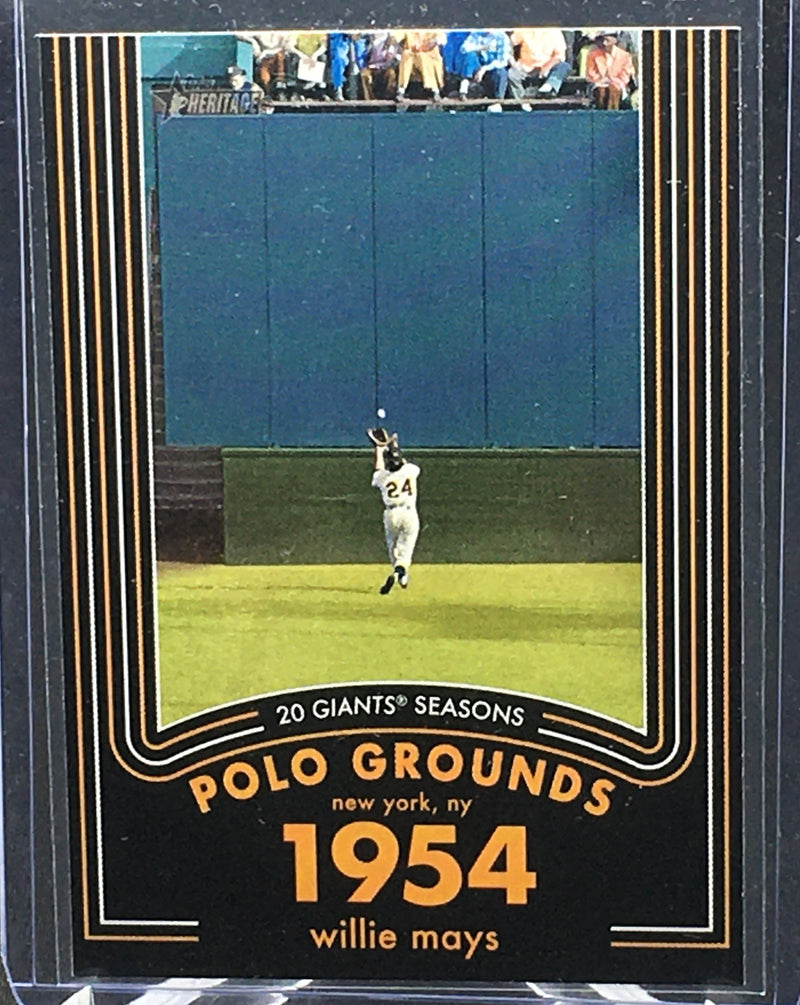 HERITAGE
24
20 GIANTS® SEASONS
POLO GROUNDS
new york, ny
1954
willie mays